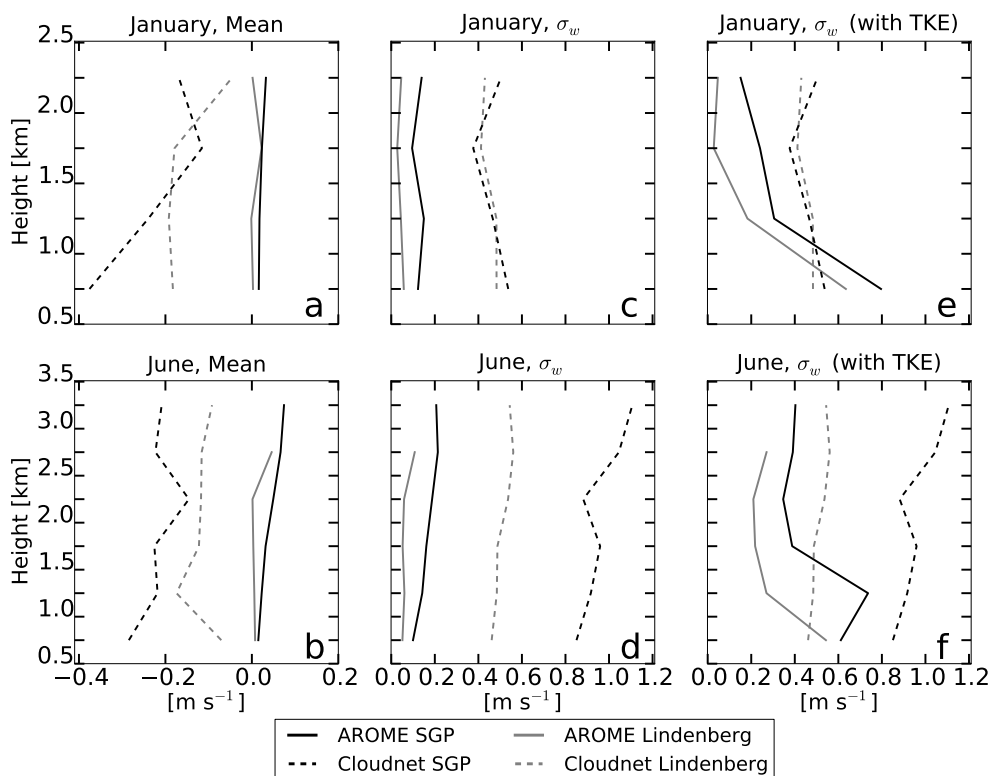 January, Mean
January, σw
January, σw (with TKE)
2.5
2.0
1.5
1.0
0.5
Height [km]
a
c
e
June, Mean
June, σw
June, σw (with TKE)
3.5
3.0
2.5
2.0
1.5
1.0
0.5
Height [km]
b
d
f
−0.4 −0.2 0.0 0.2
0.0 0.2 0.4 0.6 0.8 1.0 1.2
0.0 0.2 0.4 0.6 0.8 1.0 1.2
[m s⁻¹]
[m s⁻¹]
[m s⁻¹]
AROME SGP
AROME Lindenberg
Cloudnet SGP
Cloudnet Lindenberg